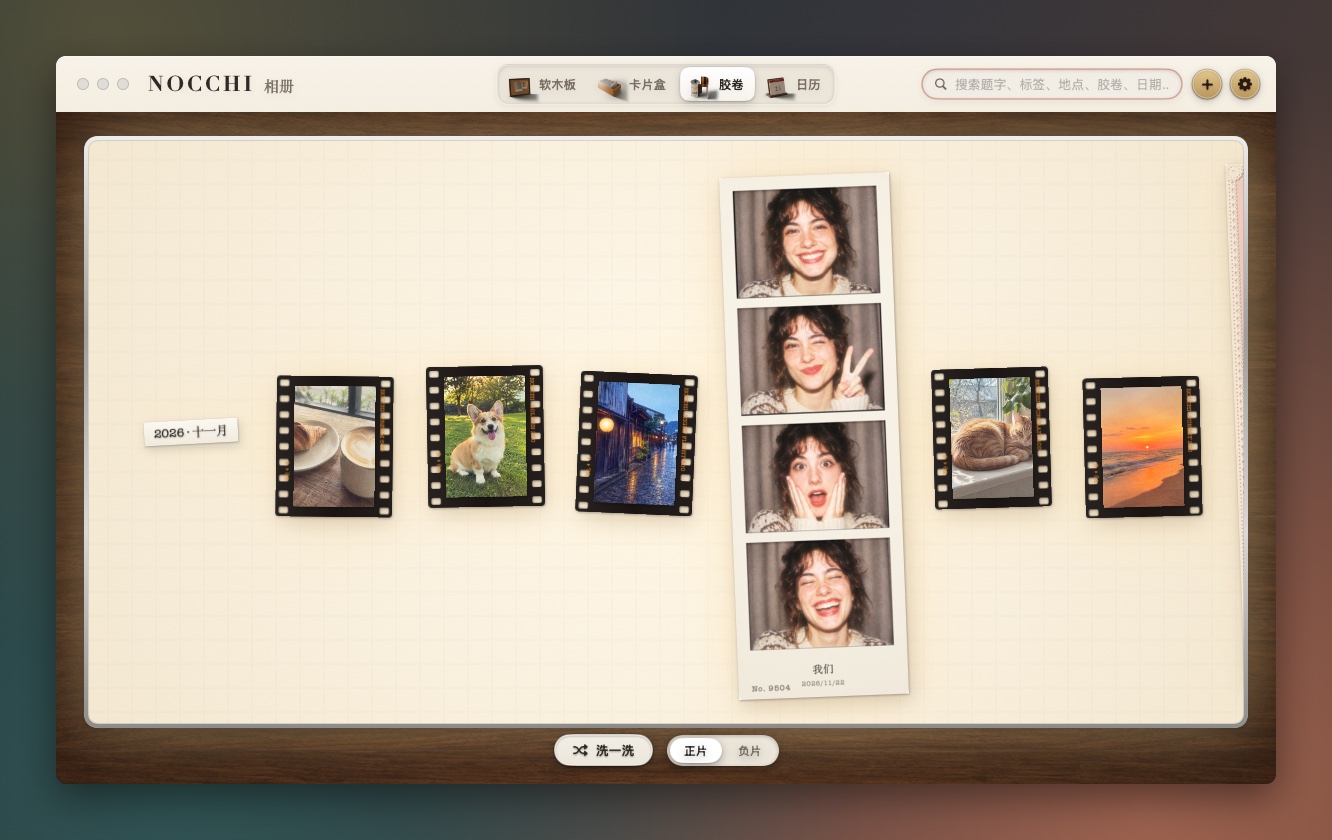 NOCCHI 相册
软木板
卡片盒
胶卷
日历
搜索题字、标签、地点、胶卷、日期..
2026 · 十一月
我们
No. 9604 2026/11/22
洗一洗
正片
负片